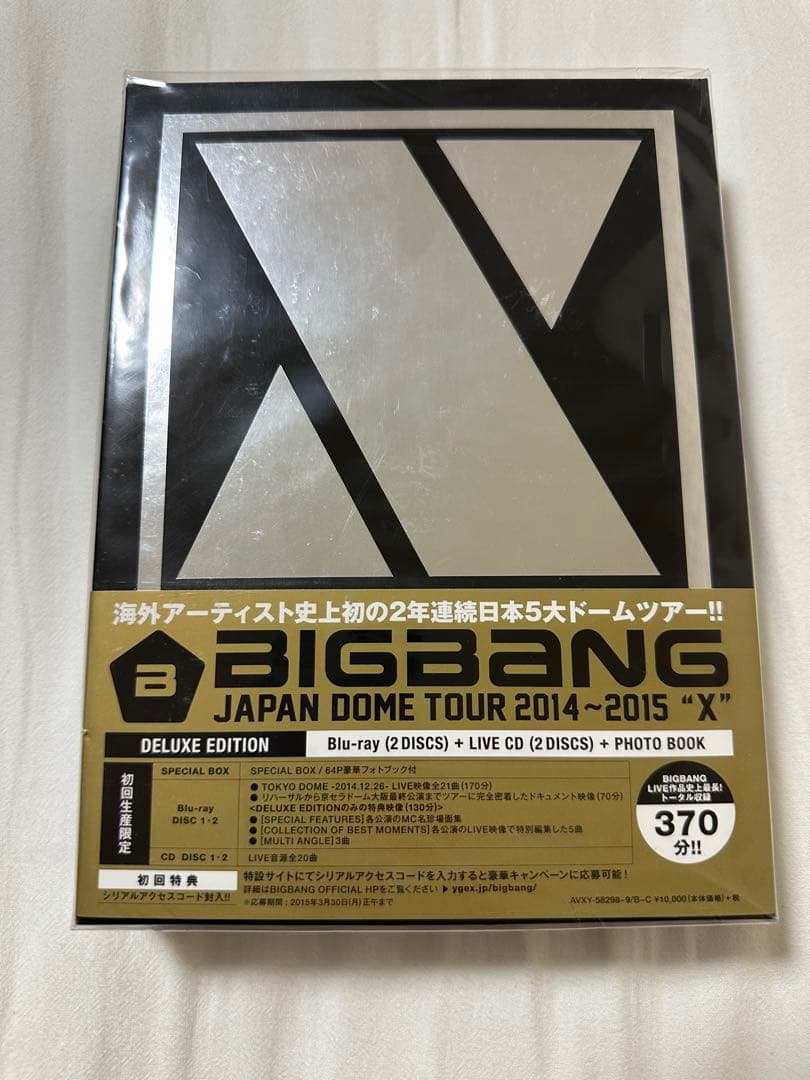 海外アーティスト史上初の2年連続日本5大ドームツアー!!
B BIGBANG
JAPAN DOME TOUR 2014～2015 "X"
DELUXE EDITION Blu-ray (2 DISCS) + LIVE CD (2 DISCS) + PHOTO BOOK
初回生産限定
SPECIAL BOX SPECIAL BOX / 64P豪華フォトブック付
Blu-ray DISC 1・2
● TOKYO DOME -2014.12.26- LIVE映像全21曲(170分)
● リハーサルから京セラドーム大阪最終公演までツアーに完全密着したドキュメント映像(70分)
<DELUXE EDITIONのみの特典映像(130分)>
● [SPECIAL FEATURES]各公演のMC名珍場面集
● [COLLECTION OF BEST MOMENTS]各公演のLIVE映像で特別編集した5曲
● [MULTI ANGLE]3曲
CD DISC 1・2 LIVE音源全20曲
BIGBANG
LIVE作品史上最長!
トータル収録
370
分!!
初回特典
シリアルアクセスコード封入!!
特設サイトにてシリアルアクセスコードを入力すると豪華キャンペーンに応募可能!
詳細はBIGBANG OFFICIAL HPをご覧ください ▶ ygex.jp/bigbang/
※応募期間:2015年3月30日(月)正午まで
AVXY-58298~9/B~C ¥10,000(本体価格)+税